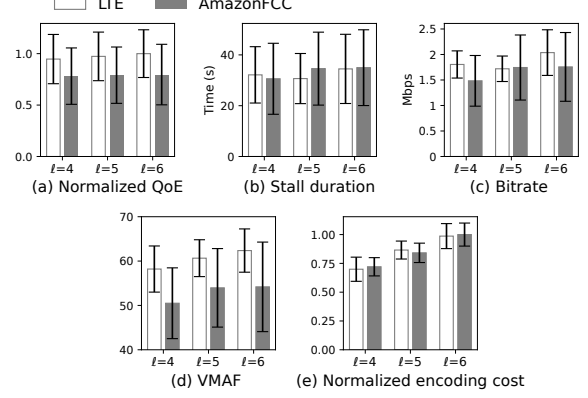 LTE AmazonFCC
1.0
0.5
0.0
ℓ=4 ℓ=5 ℓ=6
(a) Normalized QoE
Time (s)
40
20
0
ℓ=4 ℓ=5 ℓ=6
(b) Stall duration
Mbps
2.5
2
1.5
1
0.5
0
ℓ=4 ℓ=5 ℓ=6
(c) Bitrate
70
60
50
40
ℓ=4 ℓ=5 ℓ=6
(d) VMAF
1.00
0.75
0.50
0.25
0.00
ℓ=4 ℓ=5 ℓ=6
(e) Normalized encoding cost